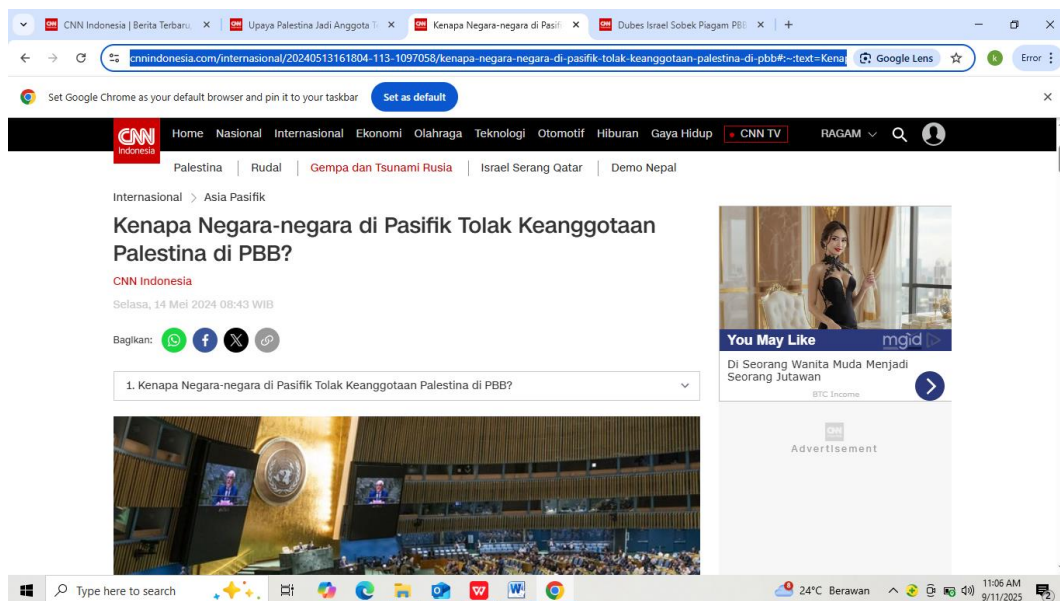 CNN Indonesia | Berita Terbaru,
Upaya Palestina Jadi Anggota T
Kenapa Negara-negara di Pasifi
Dubes Israel Sobek Piagam PBB
cnnindonesia.com/internasional/20240513161804-113-1097058/kenapa-negara-negara-di-pasifik-tolak-keanggotaan-palestina-di-pbb#:~:text=Kenap
Google Lens
k
Error
Set Google Chrome as your default browser and pin it to your taskbar
Set as default
CNN
Indonesia
Home Nasional Internasional Ekonomi Olahraga Teknologi Otomotif Hiburan Gaya Hidup CNN TV RAGAM
Palestina | Rudal | Gempa dan Tsunami Rusia | Israel Serang Qatar | Demo Nepal
Internasional > Asia Pasifik
Kenapa Negara-negara di Pasifik Tolak Keanggotaan
Palestina di PBB?
CNN Indonesia
Selasa, 14 Mei 2024 08:43 WIB
Bagikan:
1. Kenapa Negara-negara di Pasifik Tolak Keanggotaan Palestina di PBB?
You May Like
mgid
Di Seorang Wanita Muda Menjadi
Seorang Jutawan
BTC Income
CNN
Advertisement
Type here to search
24°C Berawan
11:06 AM
9/11/2025
2